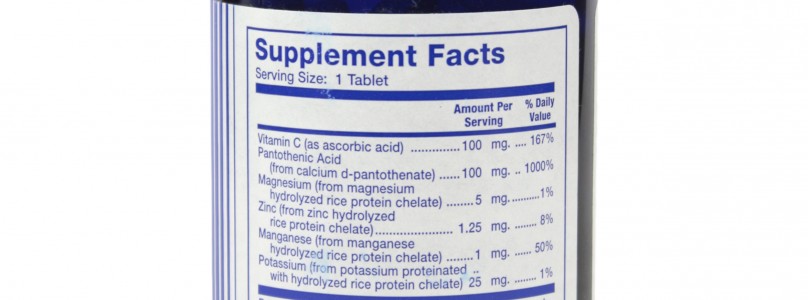 Supplement Facts
Serving Size: 1 Tablet
Amount Per % Daily
Serving Value
Vitamin C (as ascorbic acid) .............. 100 mg. .... 167%
Pantothenic Acid
(from calcium d-pantothenate) ...... 100 mg. .. 1000%
Magnesium (from magnesium
hydrolyzed rice protein chelate) ........ 5 mg. .......... 1%
Zinc (from zinc hydrolyzed
rice protein chelate) ...................... 1.25 mg. ........ 8%
Manganese (from manganese
hydrolyzed rice protein chelate) ........ 1 mg. ...... 50%
Potassium (from potassium proteinated ..
with hydrolyzed rice protein chelate) 25 mg. ........ 1%